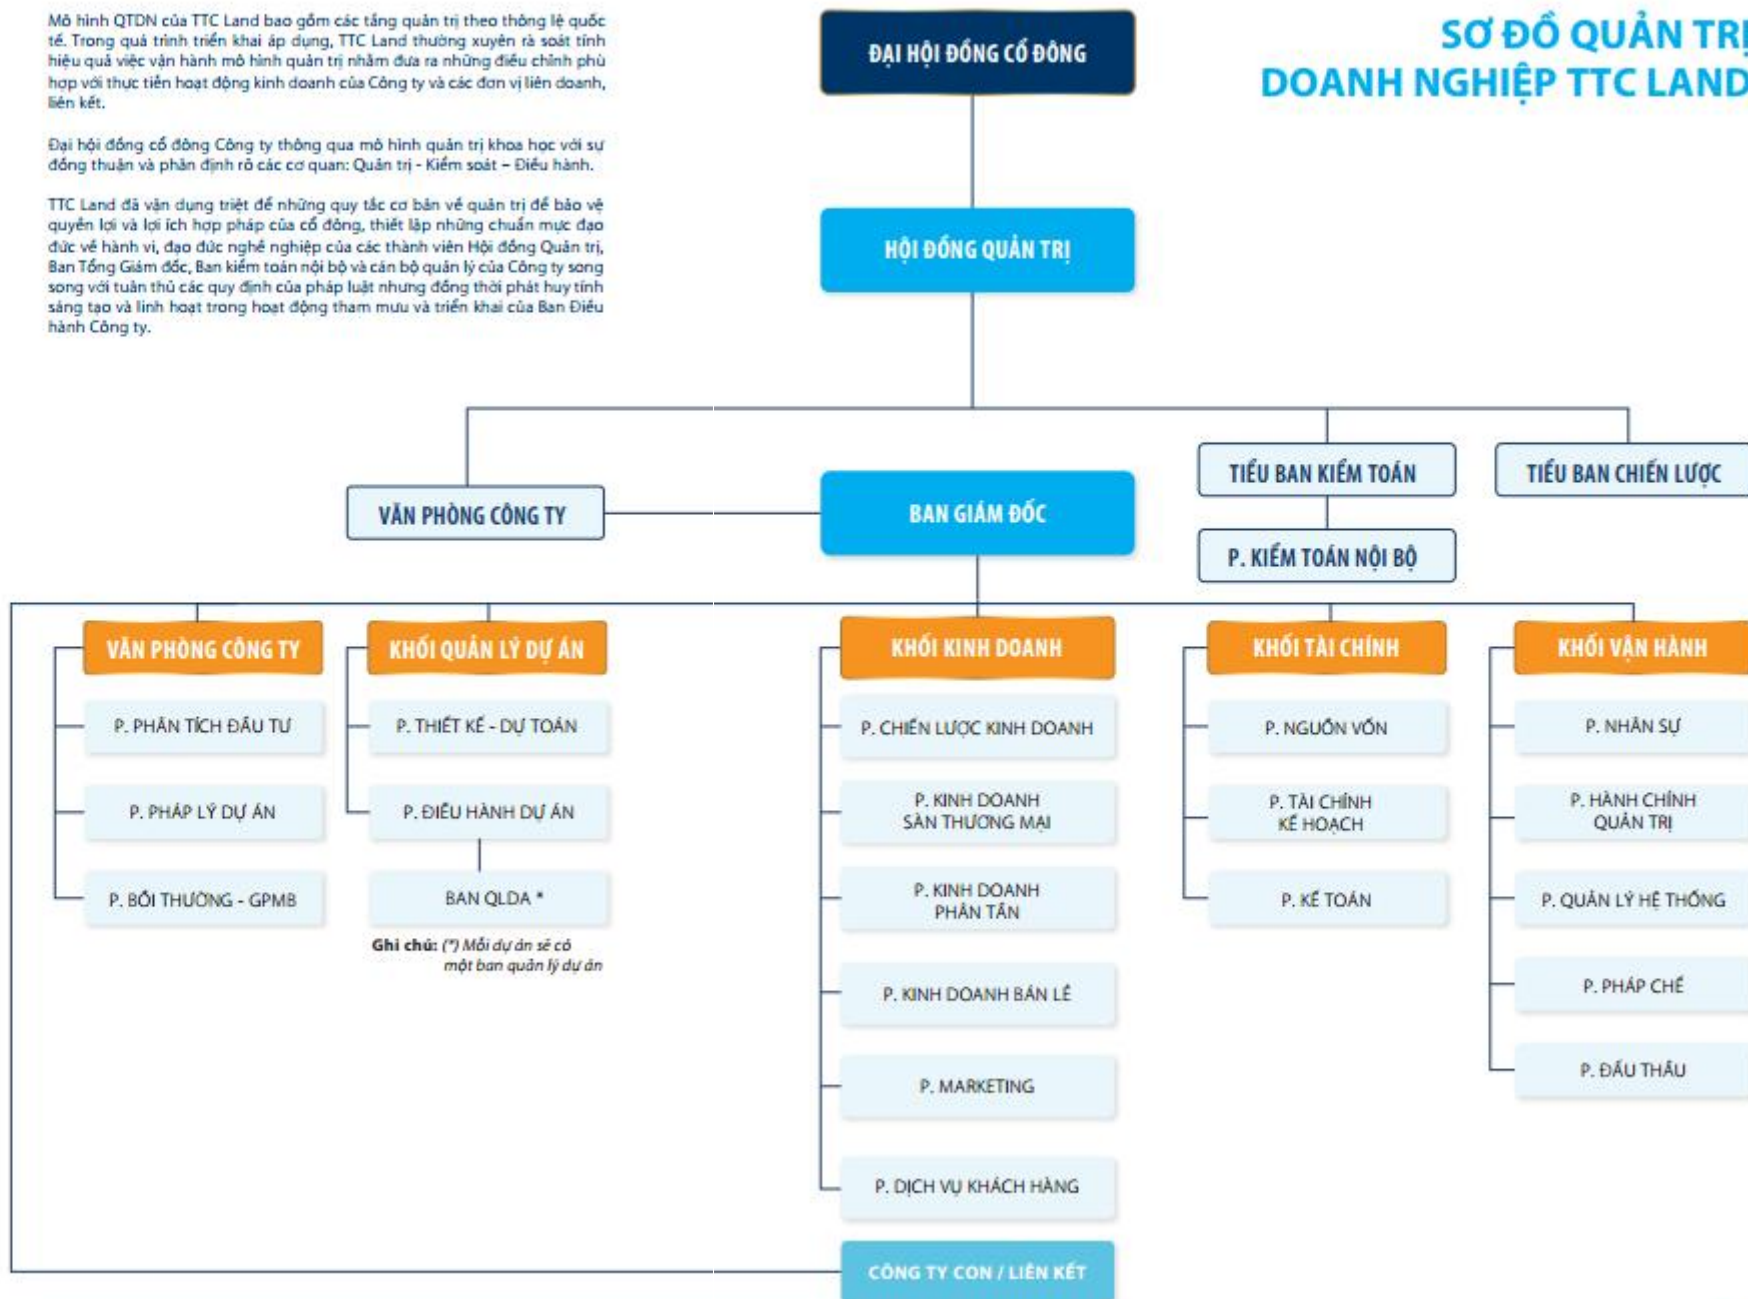 Mô hình QTDN của TTC Land bao gồm các tầng quản trị theo thông lệ quốc
tế. Trong quá trình triển khai áp dụng, TTC Land thường xuyên rà soát tính
hiệu quả việc vận hành mô hình quản trị nhằm đưa ra những điều chỉnh phù
hợp với thực tiễn hoạt động kinh doanh của Công ty và các đơn vị liên doanh,
liên kết.
Đại hội đồng cổ đông Công ty thông qua mô hình quản trị khoa học với sự
đồng thuận và phân định rõ các cơ quan: Quản trị - Kiểm soát – Điều hành.
TTC Land đã vận dụng triệt để những quy tắc cơ bản về quản trị để bảo vệ
quyền lợi và lợi ích hợp pháp của cổ đông, thiết lập những chuẩn mực đạo
đức về hành vi, đạo đức nghề nghiệp của các thành viên Hội đồng Quản trị,
Ban Tổng Giám đốc, Ban kiểm toán nội bộ và cán bộ quản lý của Công ty song
song với tuân thủ các quy định của pháp luật nhưng đồng thời phát huy tính
sáng tạo và linh hoạt trong hoạt động tham mưu và triển khai của Ban Điều
hành Công ty.
SƠ ĐỒ QUẢN TRỊ
DOANH NGHIỆP TTC LAND
ĐẠI HỘI ĐỒNG CỔ ĐÔNG
HỘI ĐỒNG QUẢN TRỊ
VĂN PHÒNG CÔNG TY
BAN GIÁM ĐỐC
TIỂU BAN KIỂM TOÁN
TIỂU BAN CHIẾN LƯỢC
P. KIỂM TOÁN NỘI BỘ
VĂN PHÒNG CÔNG TY
P. PHÂN TÍCH ĐẦU TƯ
P. PHÁP LÝ DỰ ÁN
P. BỒI THƯỜNG - GPMB
KHỐI QUẢN LÝ DỰ ÁN
P. THIẾT KẾ - DỰ TOÁN
P. ĐIỀU HÀNH DỰ ÁN
BAN QLDA *
Ghi chú: (*) Mỗi dự án sẽ có
một ban quản lý dự án
KHỐI KINH DOANH
P. CHIẾN LƯỢC KINH DOANH
P. KINH DOANH
SÀN THƯƠNG MẠI
P. KINH DOANH
PHÂN TÁN
P. KINH DOANH BÁN LẺ
P. MARKETING
P. DỊCH VỤ KHÁCH HÀNG
KHỐI TÀI CHÍNH
P. NGUỒN VỐN
P. TÀI CHÍNH
KẾ HOẠCH
P. KẾ TOÁN
KHỐI VẬN HÀNH
P. NHÂN SỰ
P. HÀNH CHÍNH
QUẢN TRỊ
P. QUẢN LÝ HỆ THỐNG
P. PHÁP CHẾ
P. ĐẤU THẦU
CÔNG TY CON / LIÊN KẾT